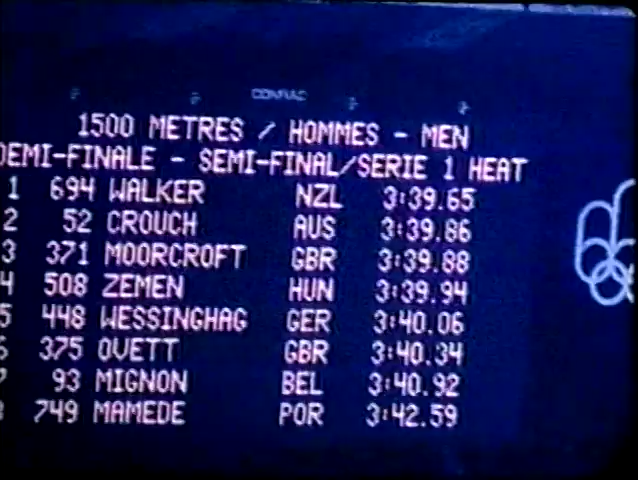 CONRAC
1500 METRES / HOMMES - MEN
DEMI-FINALE - SEMI-FINAL/SERIE 1 HEAT
1 694 WALKER NZL 3:39.65
2 52 CROUCH AUS 3:39.86
3 371 MOORCROFT GBR 3:39.88
4 508 ZEMEN HUN 3:39.94
5 448 WESSINGHAG GER 3:40.06
6 375 OVETT GBR 3:40.34
7 93 MIGNON BEL 3:40.92
8 749 MAMEDE POR 3:42.59